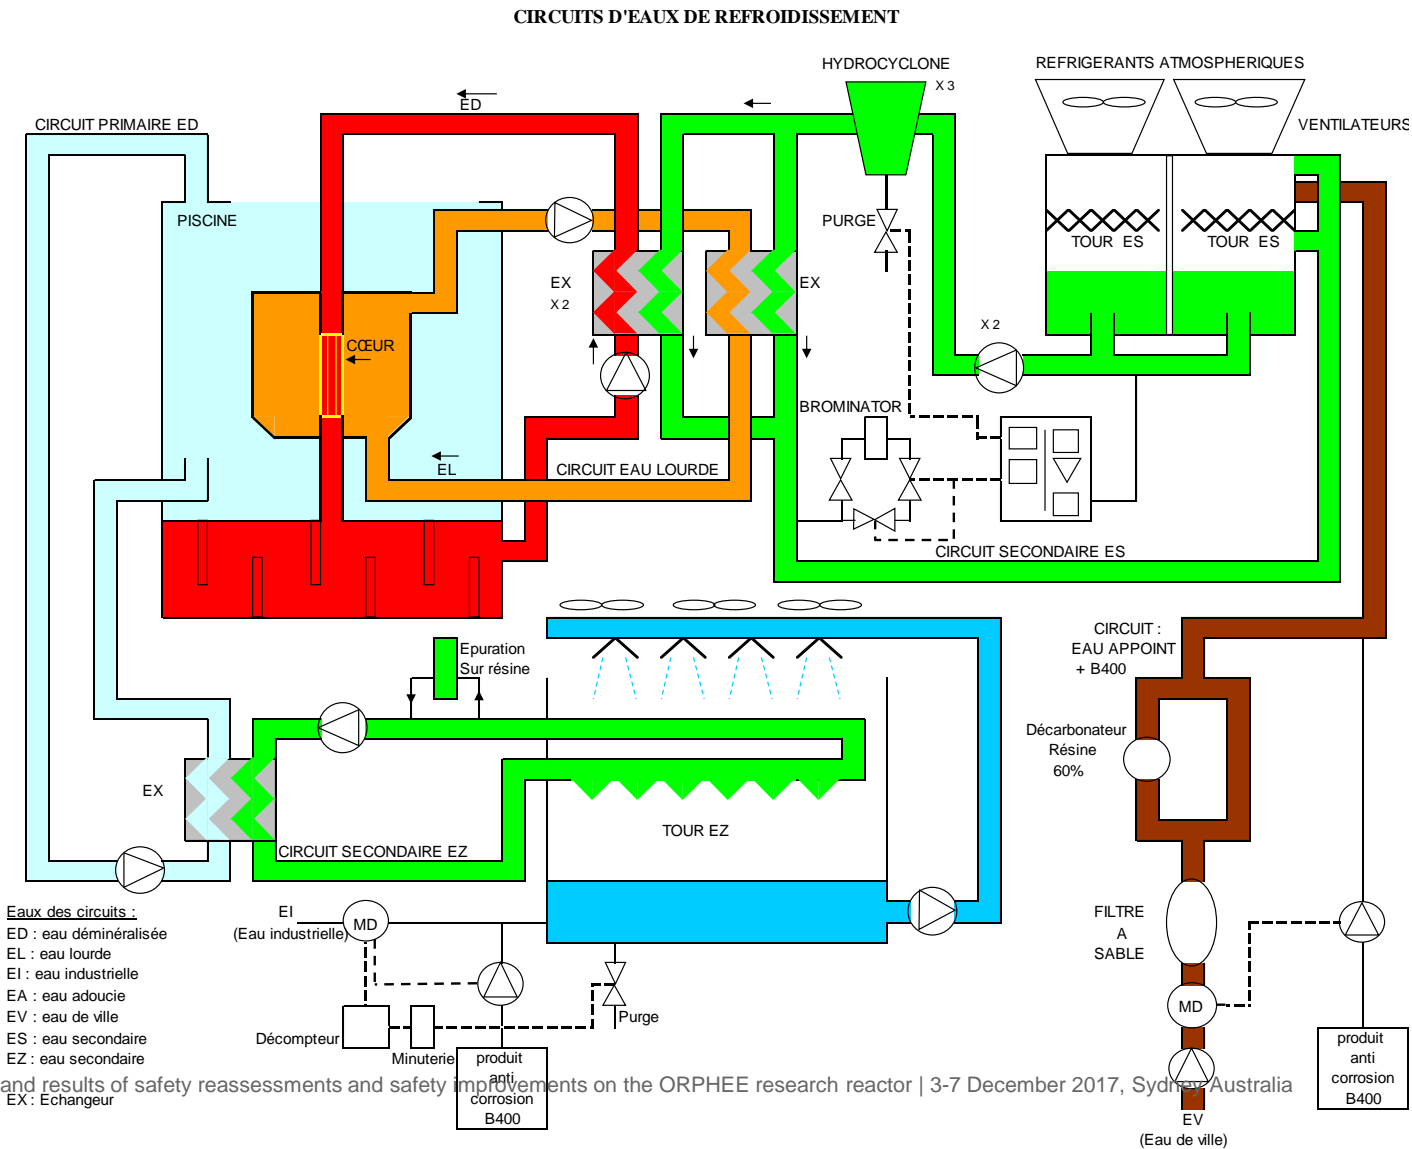 CIRCUITS D'EAUX DE REFROIDISSEMENT
HYDROCYCLONE
X 3
REFRIGERANTS ATMOSPHERIQUES
VENTILATEURS
ED
CIRCUIT PRIMAIRE ED
PISCINE
PURGE
TOUR ES
TOUR ES
EX
X 2
EX
X 2
CŒUR
BROMINATOR
EL
CIRCUIT EAU LOURDE
CIRCUIT SECONDAIRE ES
Epuration
Sur résine
CIRCUIT :
EAU APPOINT
+ B400
Décarbonateur
Résine
60%
EX
TOUR EZ
CIRCUIT SECONDAIRE EZ
EI
(Eau industrielle)
MD
FILTRE
A
SABLE
MD
Purge
Décompteur
Minuterie
produit
anti
corrosion
B400
produit
anti
corrosion
B400
EV
(Eau de ville)
Eaux des circuits :
ED : eau déminéralisée
EL : eau lourde
EI : eau industrielle
EA : eau adoucie
EV : eau de ville
ES : eau secondaire
EZ : eau secondaire
and results of safety reassessments and safety improvements on the ORPHEE research reactor | 3-7 December 2017, Sydney Australia
EX : Echangeur